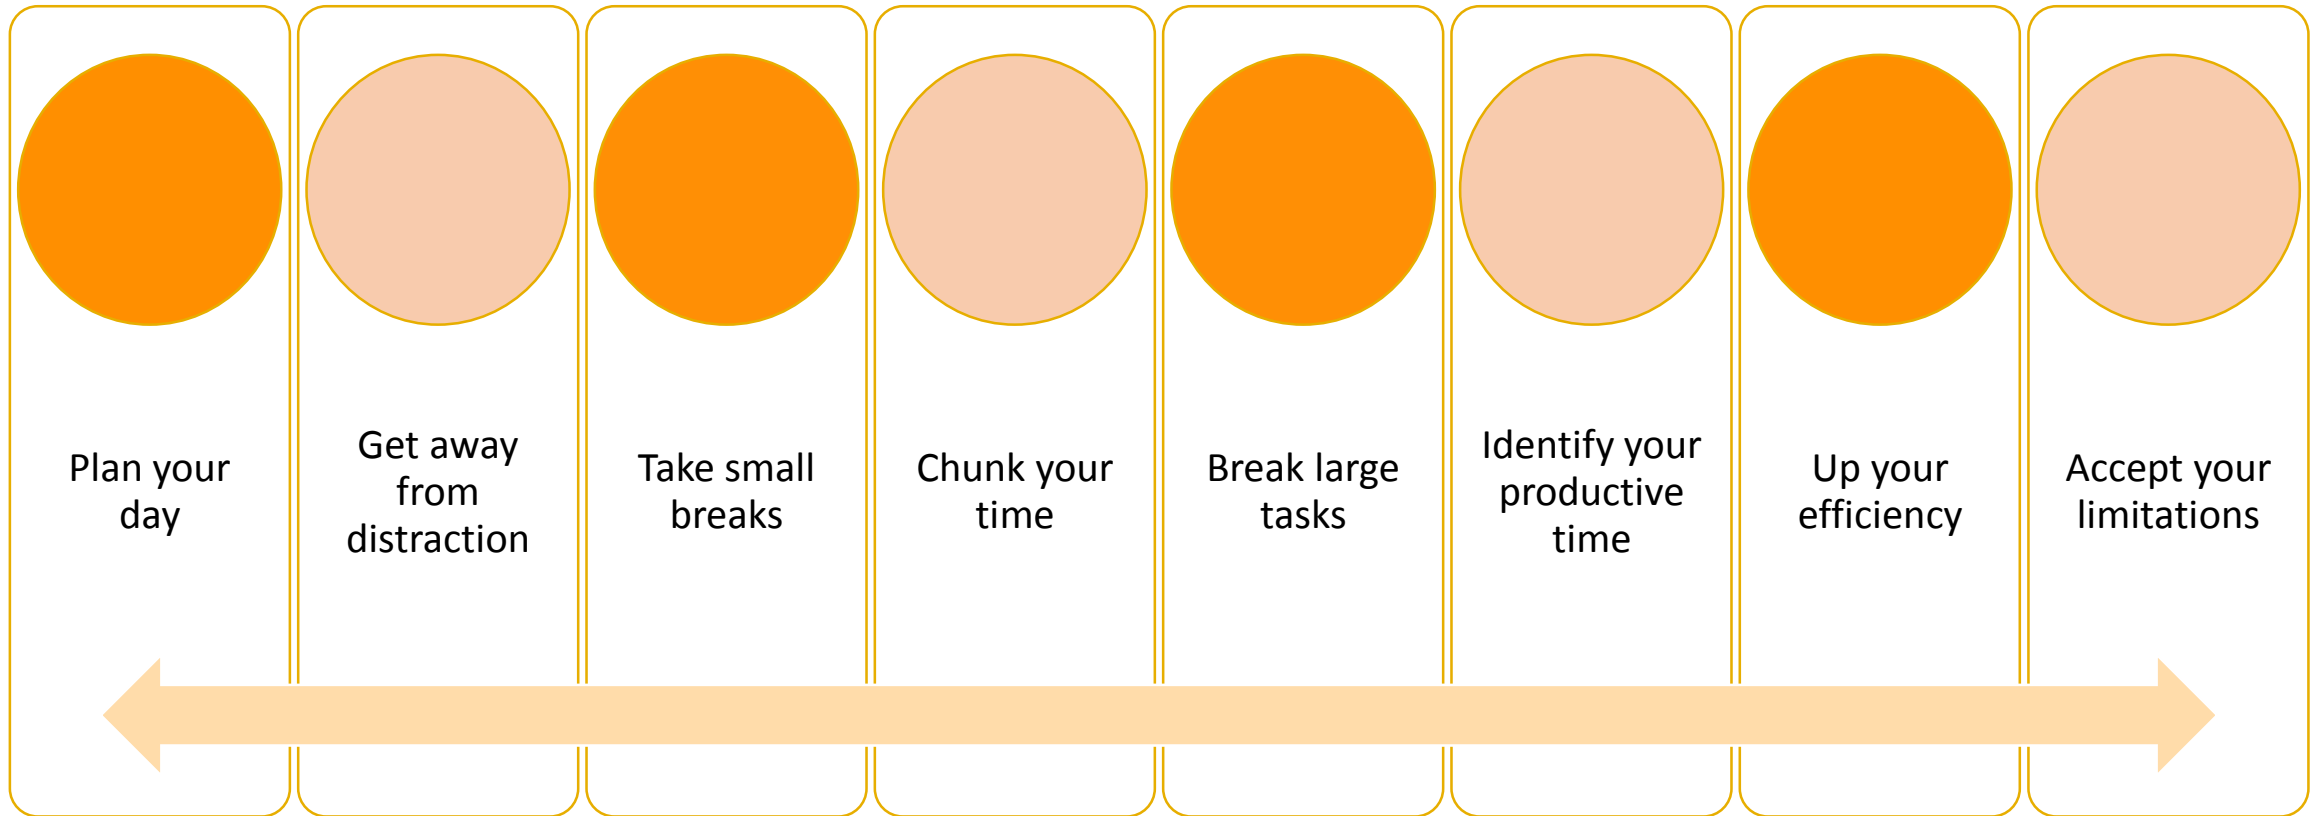 Plan your
day
Get away
from
distraction
Take small
breaks
Chunk your
time
Break large
tasks
Identify your
productive
time
Up your
efficiency
Accept your
limitations